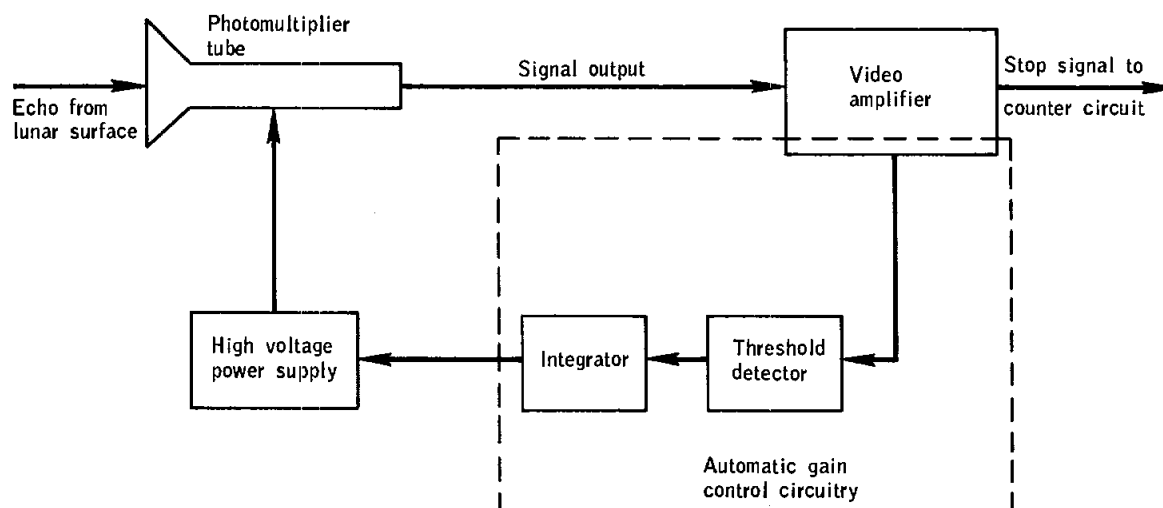 Photomultiplier
tube
Echo from
lunar surface
Signal output
Video
amplifier
Stop signal to
counter circuit
High voltage
power supply
Integrator
Threshold
detector
Automatic gain
control circuitry